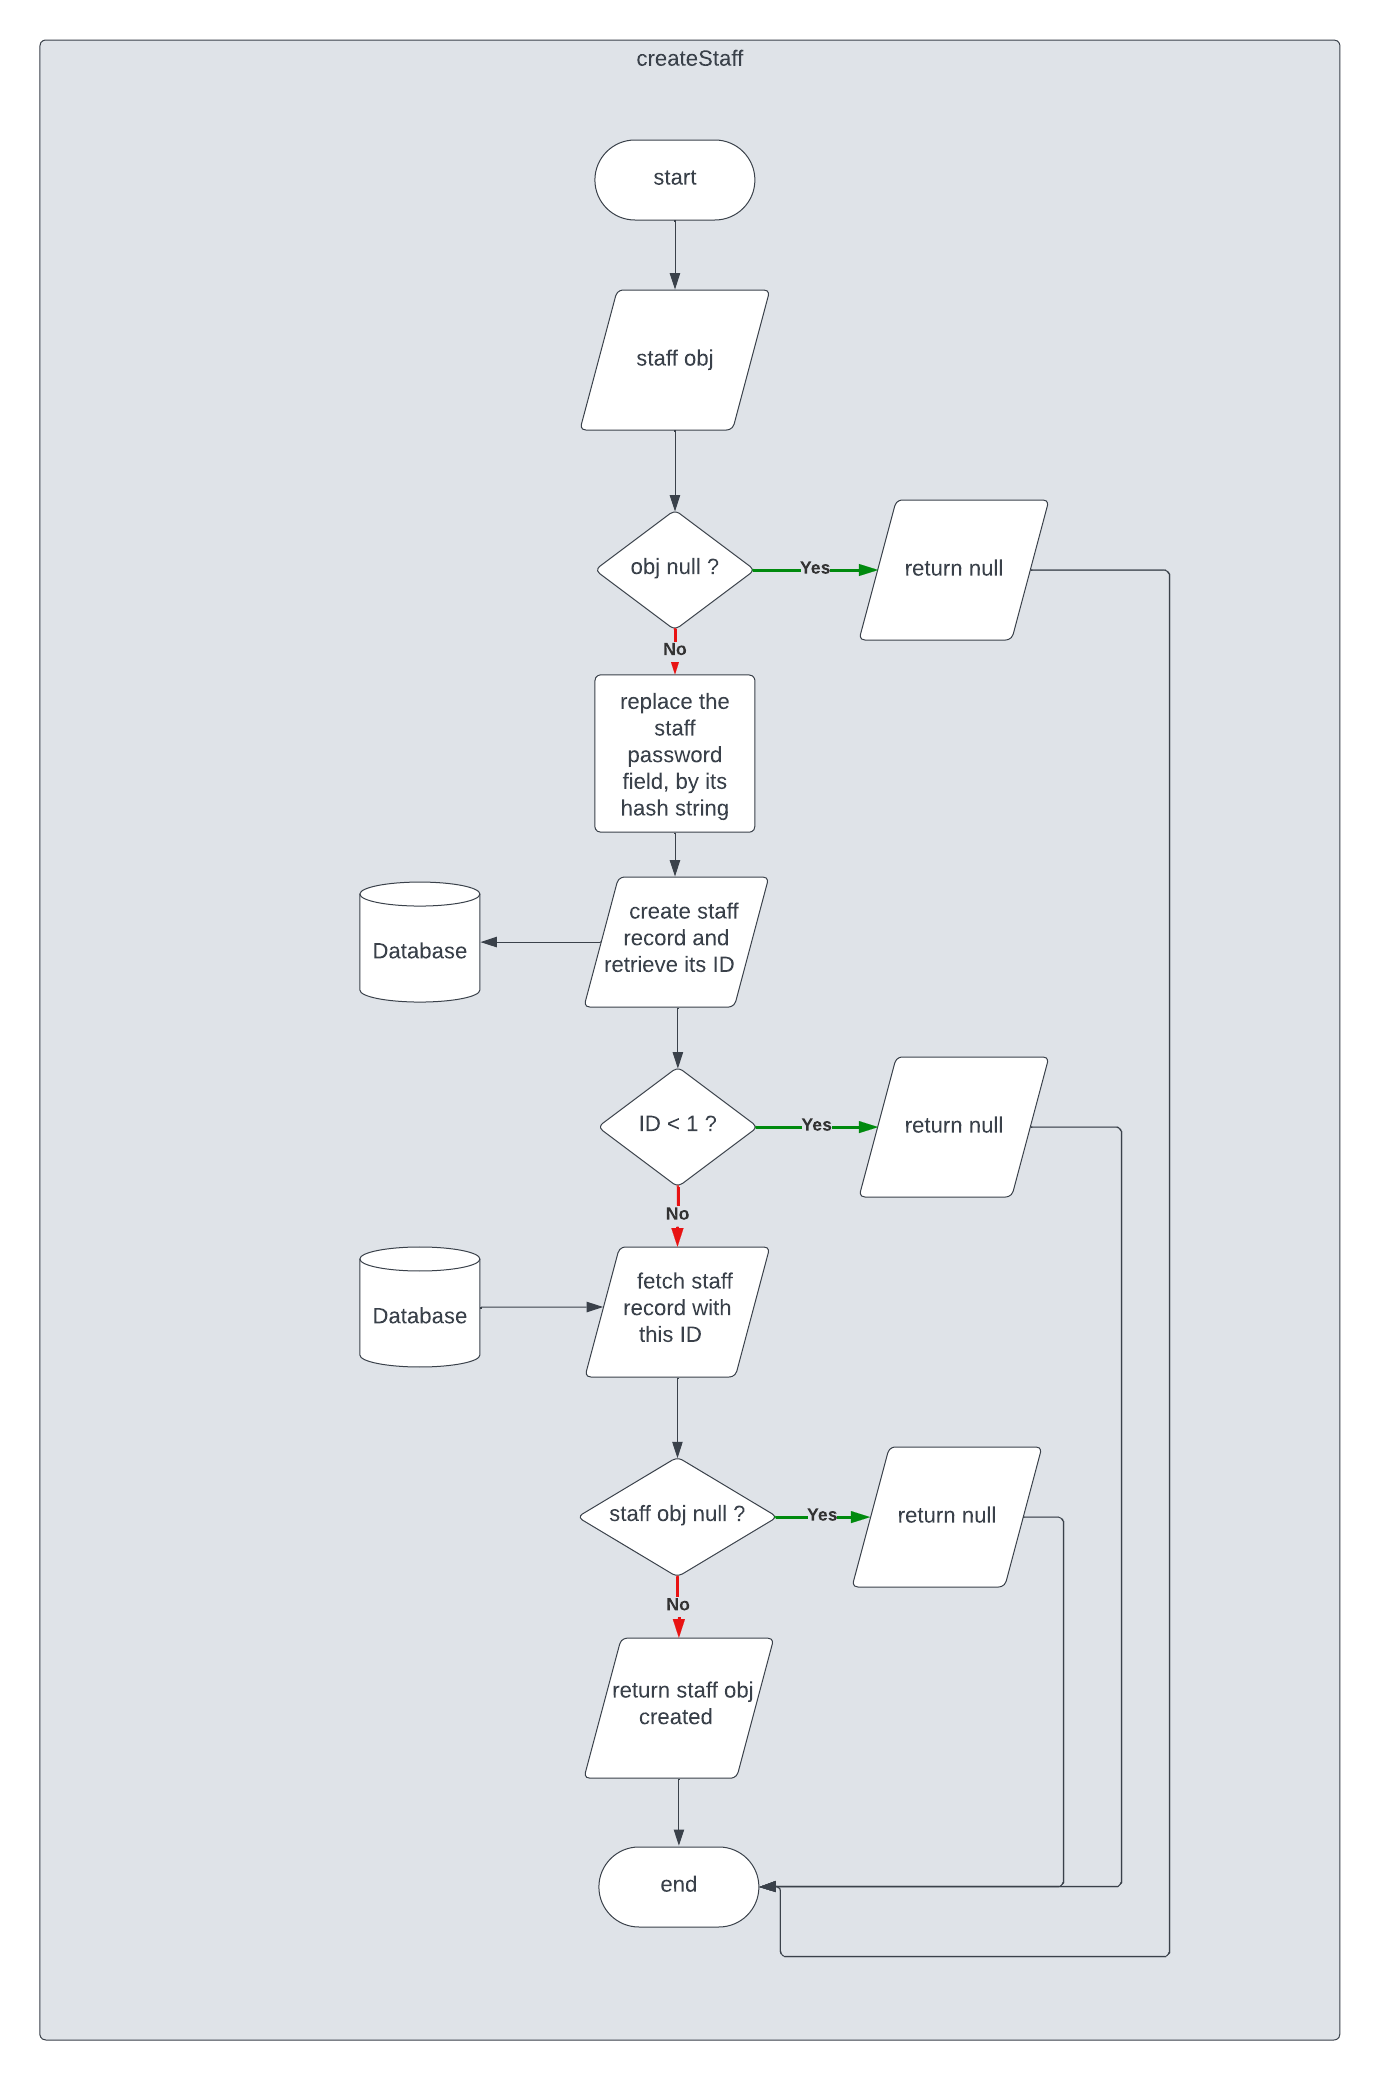 createStaff
start
staff obj
obj null ?
Yes
return null
No
replace the
staff
password
field, by its
hash string
create staff
record and
retrieve its ID
Database
ID < 1 ?
Yes
return null
No
fetch staff
record with
this ID
Database
staff obj null ?
Yes
return null
No
return staff obj
created
end